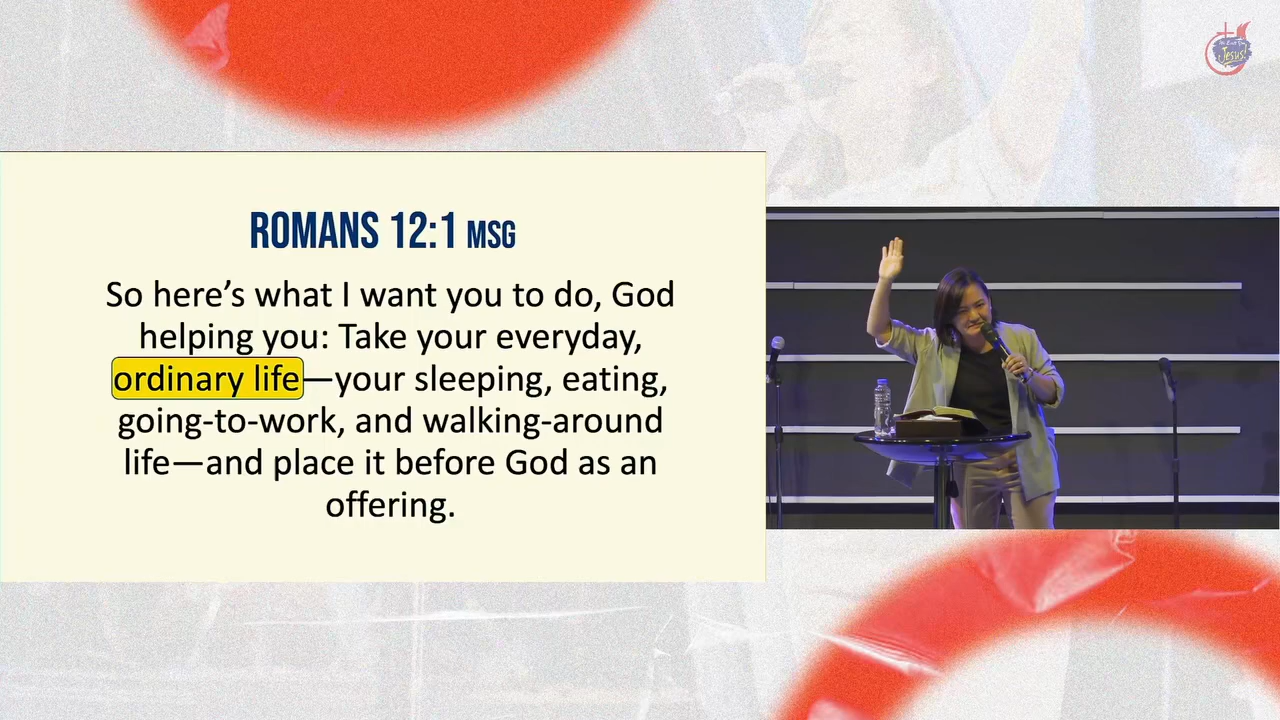 ROMANS 12:1 MSG
So here’s what I want you to do, God
helping you: Take your everyday,
ordinary life—your sleeping, eating,
going-to-work, and walking-around
life—and place it before God as an
offering.
Jesus!